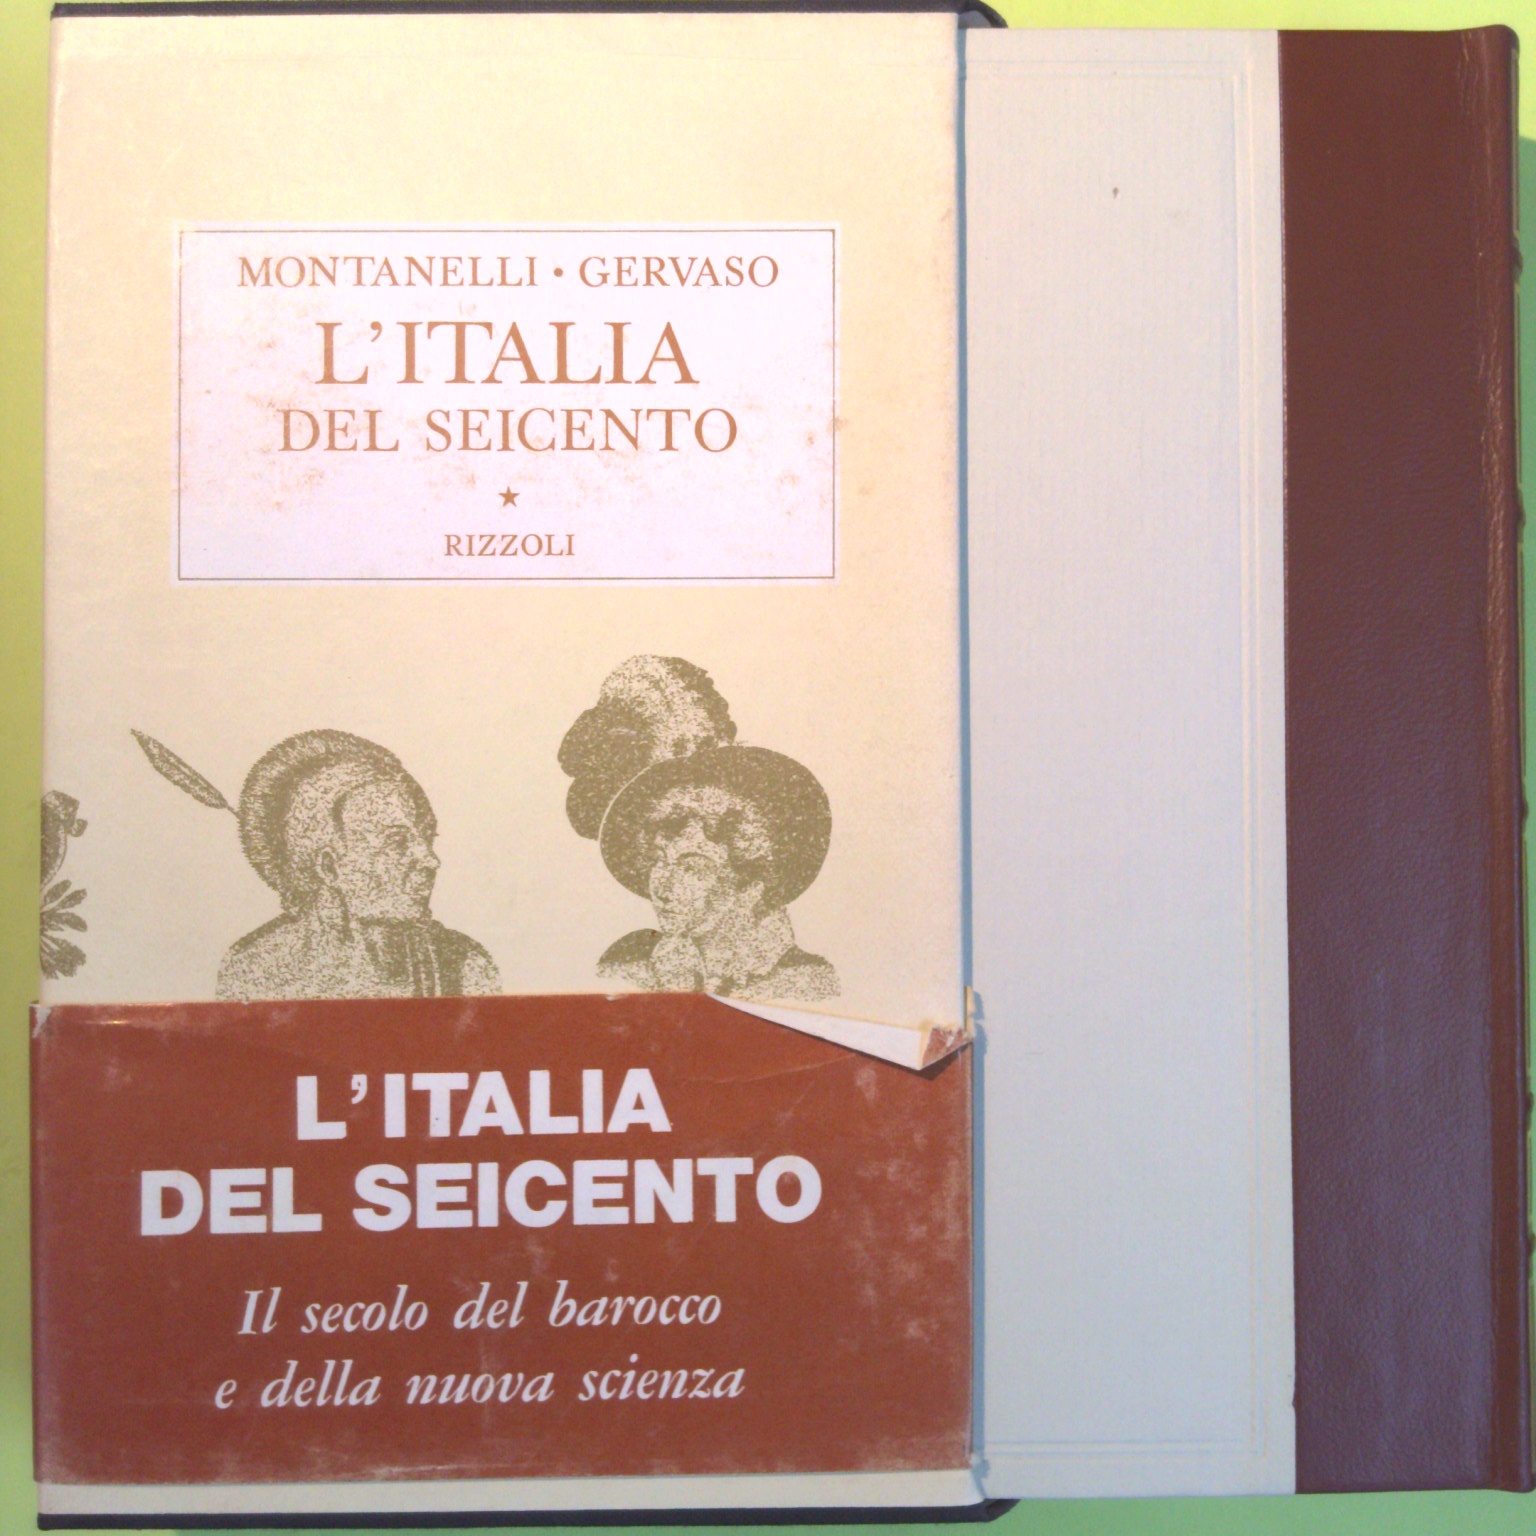 MONTANELLI • GERVASO
L'ITALIA
DEL SEICENTO
★
RIZZOLI
L'ITALIA
DEL SEICENTO
Il secolo del barocco
e della nuova scienza